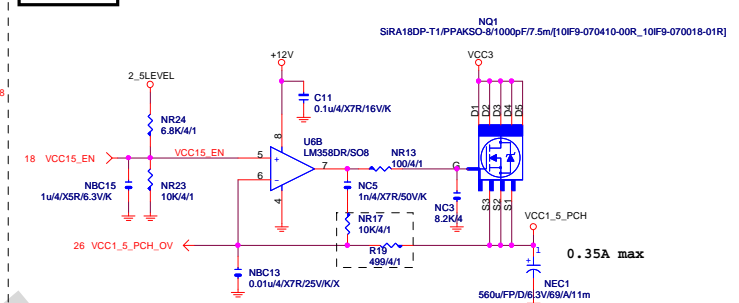 NQ1
SiRA18DP-T1/PPAKSO-8/1000pF/7.5m/[10IF9-070410-00R_10IF9-070018-01R]
+12V
VCC3
2_5LEVEL
D1
D2
D3
D4
D5
8
C11
0.1u/4/X7R/16V/K
NR24
6.8K/4/1
8
U6B
LM358DR/SO8
18 VCC15_EN
VCC15_EN
5
+
7
NR13
100/4/1
G
6
-
4
NBC15
1u/4/X5R/6.3V/K
NR23
10K/4/1
NC5
1n/4/X7R/50V/K
NC3
8.2K/4
S3
S2
S1
NR17
10K/4/1
VCC1_5_PCH
26 VCC1_5_PCH_OV
R19
499/4/1
1
0.35A max
NBC13
0.01u/4/X7R/25V/K/X
+
NEC1
560u/FP/D/6.3V/69/A/11m